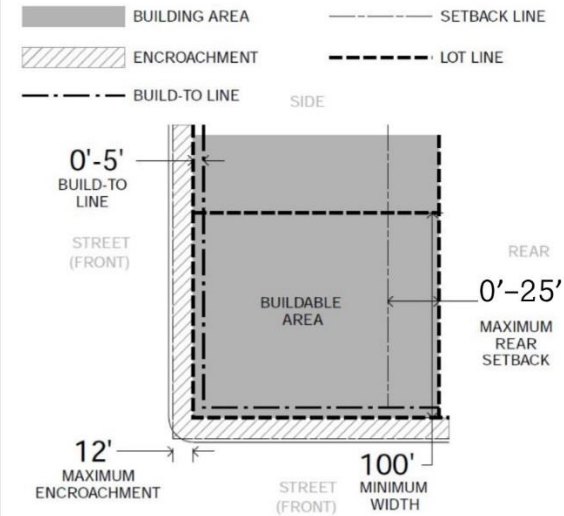 BUILDING AREA
SETBACK LINE
ENCROACHMENT
LOT LINE
BUILD-TO LINE
SIDE
0'-5'
BUILD-TO
LINE
STREET
(FRONT)
REAR
BUILDABLE
AREA
0'–25'
MAXIMUM
REAR
SETBACK
12'
MAXIMUM
ENCROACHMENT
STREET
(FRONT)
100'
MINIMUM
WIDTH